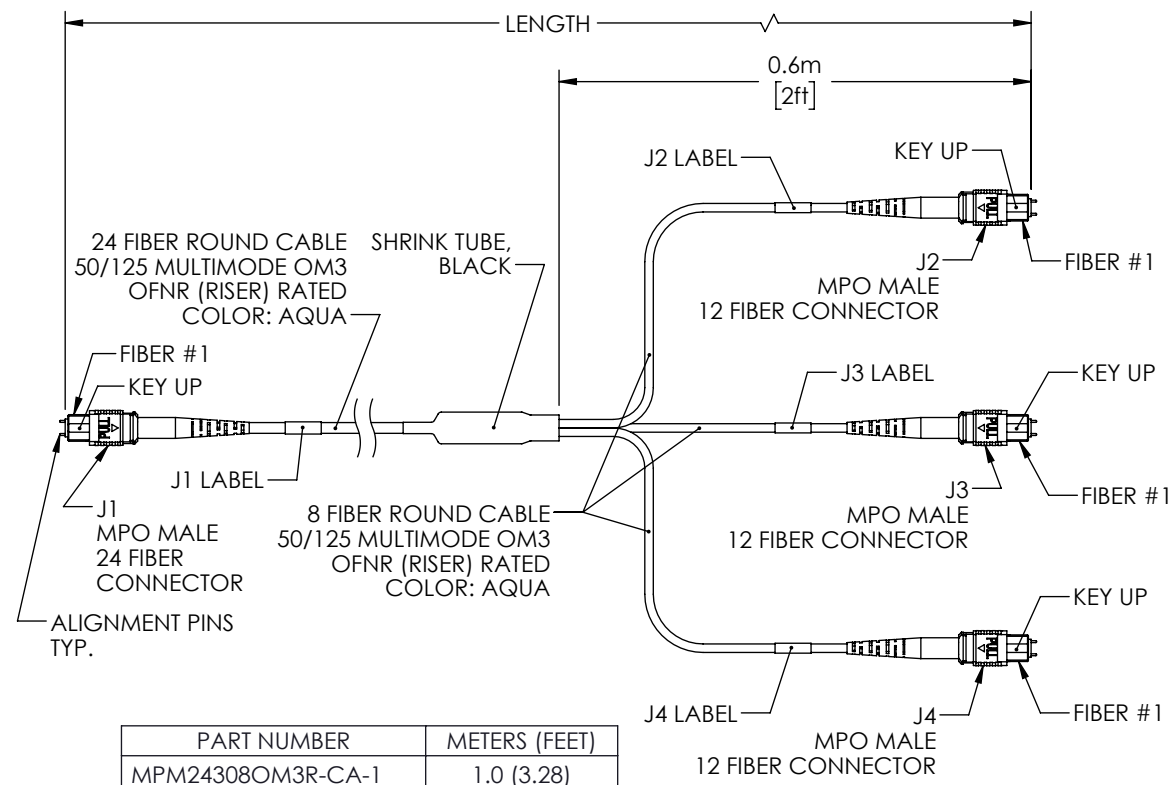 LENGTH
0.6m
[2ft]
J2 LABEL
KEY UP
24 FIBER ROUND CABLE
50/125 MULTIMODE OM3
OFNR (RISER) RATED
COLOR: AQUA
SHRINK TUBE,
BLACK
PULL
J2
MPO MALE
12 FIBER CONNECTOR
FIBER #1
FIBER #1
KEY UP
J3 LABEL
KEY UP
PULL
PULL
J1 LABEL
J1
MPO MALE
24 FIBER
CONNECTOR
8 FIBER ROUND CABLE
50/125 MULTIMODE OM3
OFNR (RISER) RATED
COLOR: AQUA
J3
MPO MALE
12 FIBER CONNECTOR
FIBER #1
ALIGNMENT PINS
TYP.
KEY UP
PULL
J4 LABEL
J4
MPO MALE
12 FIBER CONNECTOR
FIBER #1
PART NUMBER METERS (FEET)
MPM24308OM3R-CA-1 1.0 (3.28)